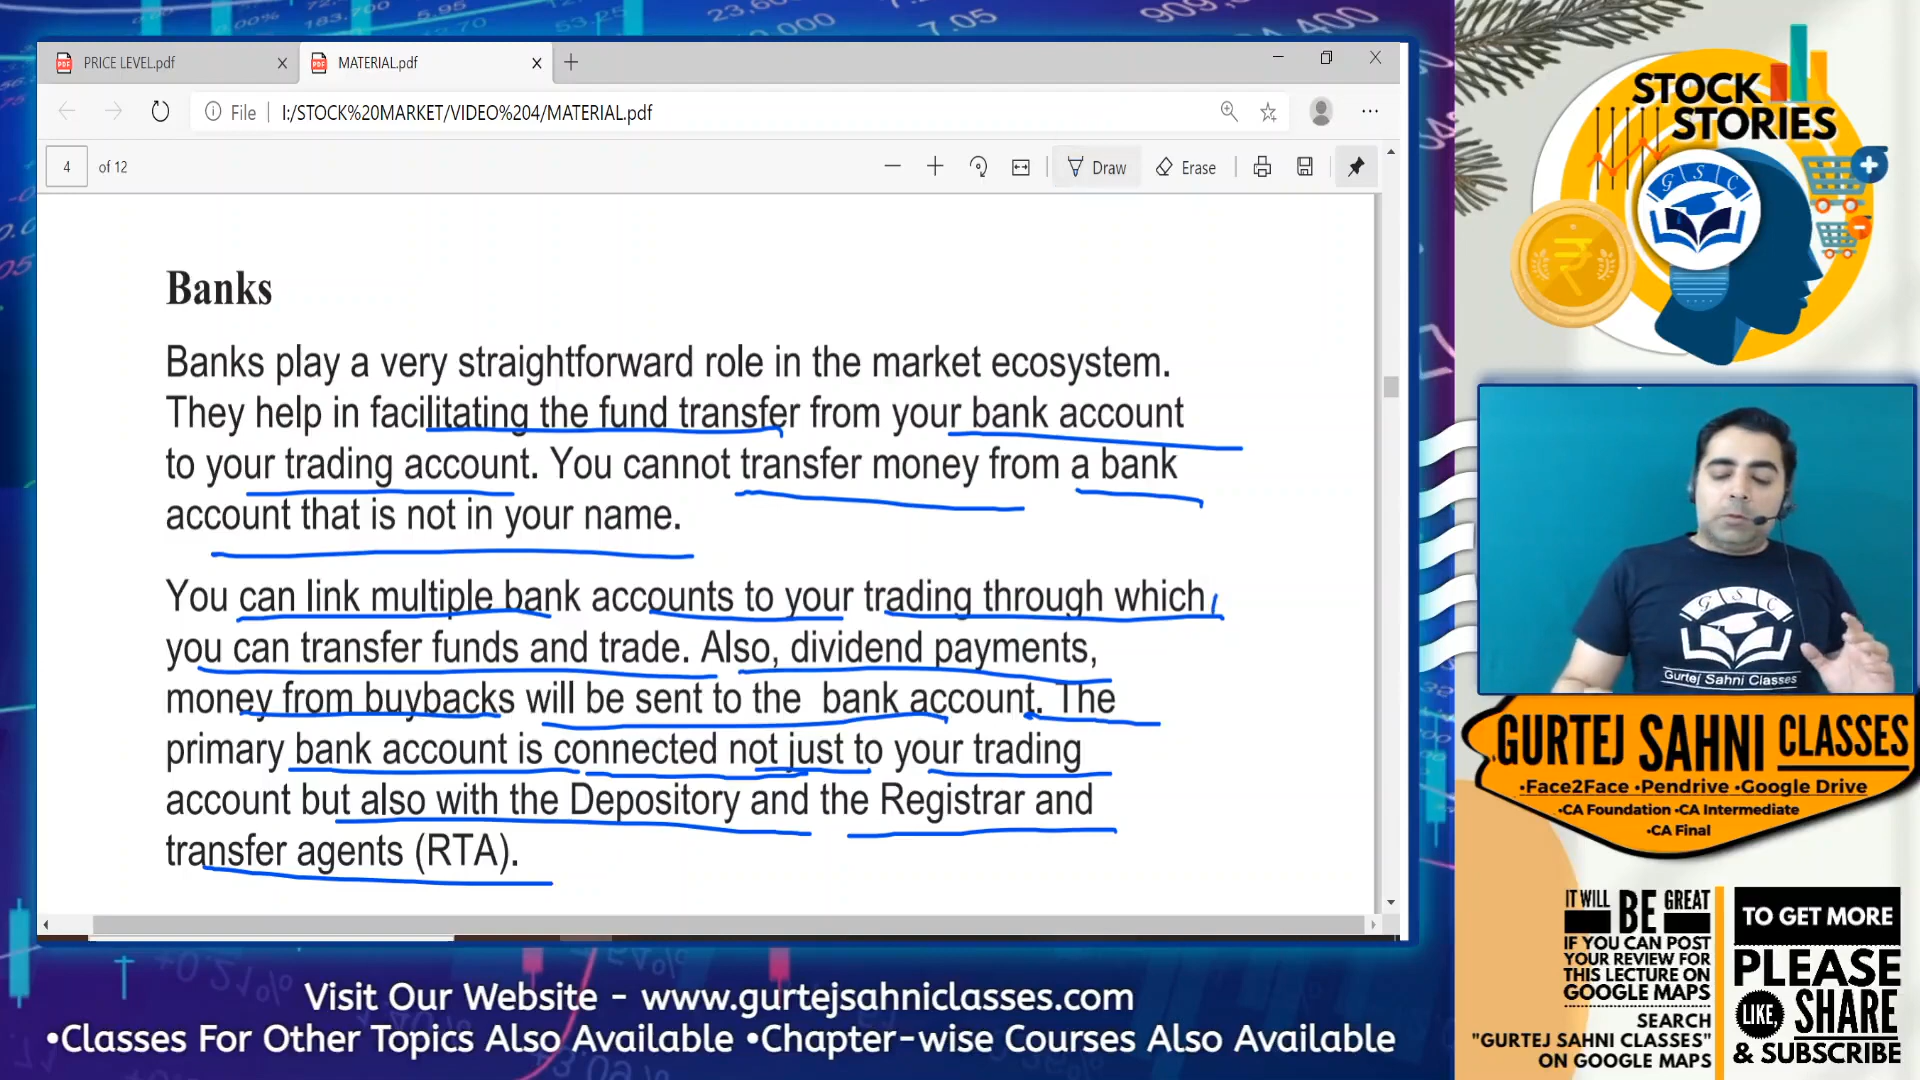 PRICE LEVEL.pdf
MATERIAL.pdf
File
I:/STOCK%20MARKET/VIDEO%204/MATERIAL.pdf
4 of 12
Draw
Erase
Banks
Banks play a very straightforward role in the market ecosystem.
They help in facilitating the fund transfer from your bank account
to your trading account. You cannot transfer money from a bank
account that is not in your name.
You can link multiple bank accounts to your trading through which
you can transfer funds and trade. Also, dividend payments,
money from buybacks will be sent to the bank account. The
primary bank account is connected not just to your trading
account but also with the Depository and the Registrar and
transfer agents (RTA).
STOCK
STORIES
G S C
G S C
Gurtej Sahni Classes
GURTEJ SAHNI CLASSES
•Face2Face •Pendrive •Google Drive
•CA Foundation •CA Intermediate
•CA Final
IT WILL BE GREAT
IF YOU CAN POST
YOUR REVIEW FOR
THIS LECTURE ON
GOOGLE MAPS
SEARCH
"GURTEJ SAHNI CLASSES"
ON GOOGLE MAPS
TO GET MORE
PLEASE
LIKE, SHARE
& SUBSCRIBE
Visit Our Website - www.gurtejsahniclasses.com
•Classes For Other Topics Also Available •Chapter-wise Courses Also Available